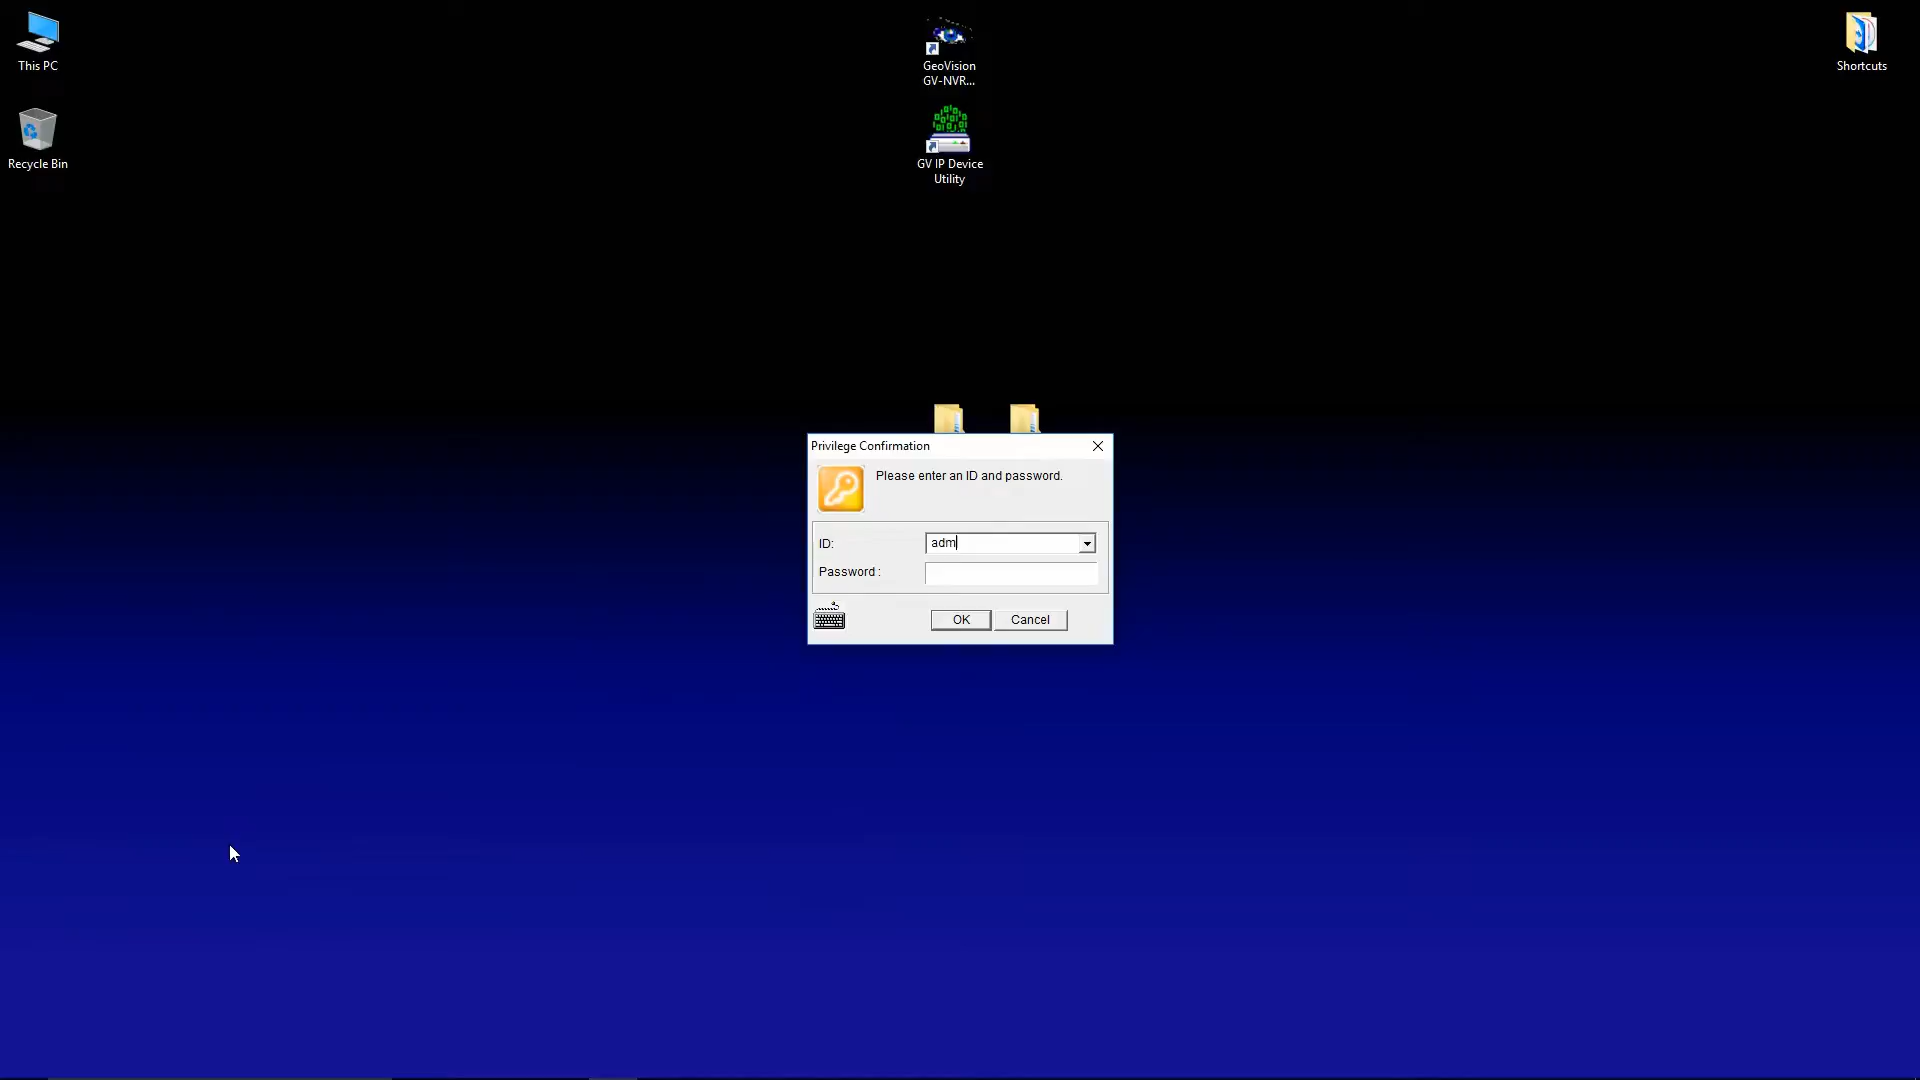 This PC
Recycle Bin
GeoVision
GV-NVR...
GV IP Device
Utility
Shortcuts
Privilege Confirmation
Please enter an ID and password.
ID: adm
Password :
OK Cancel